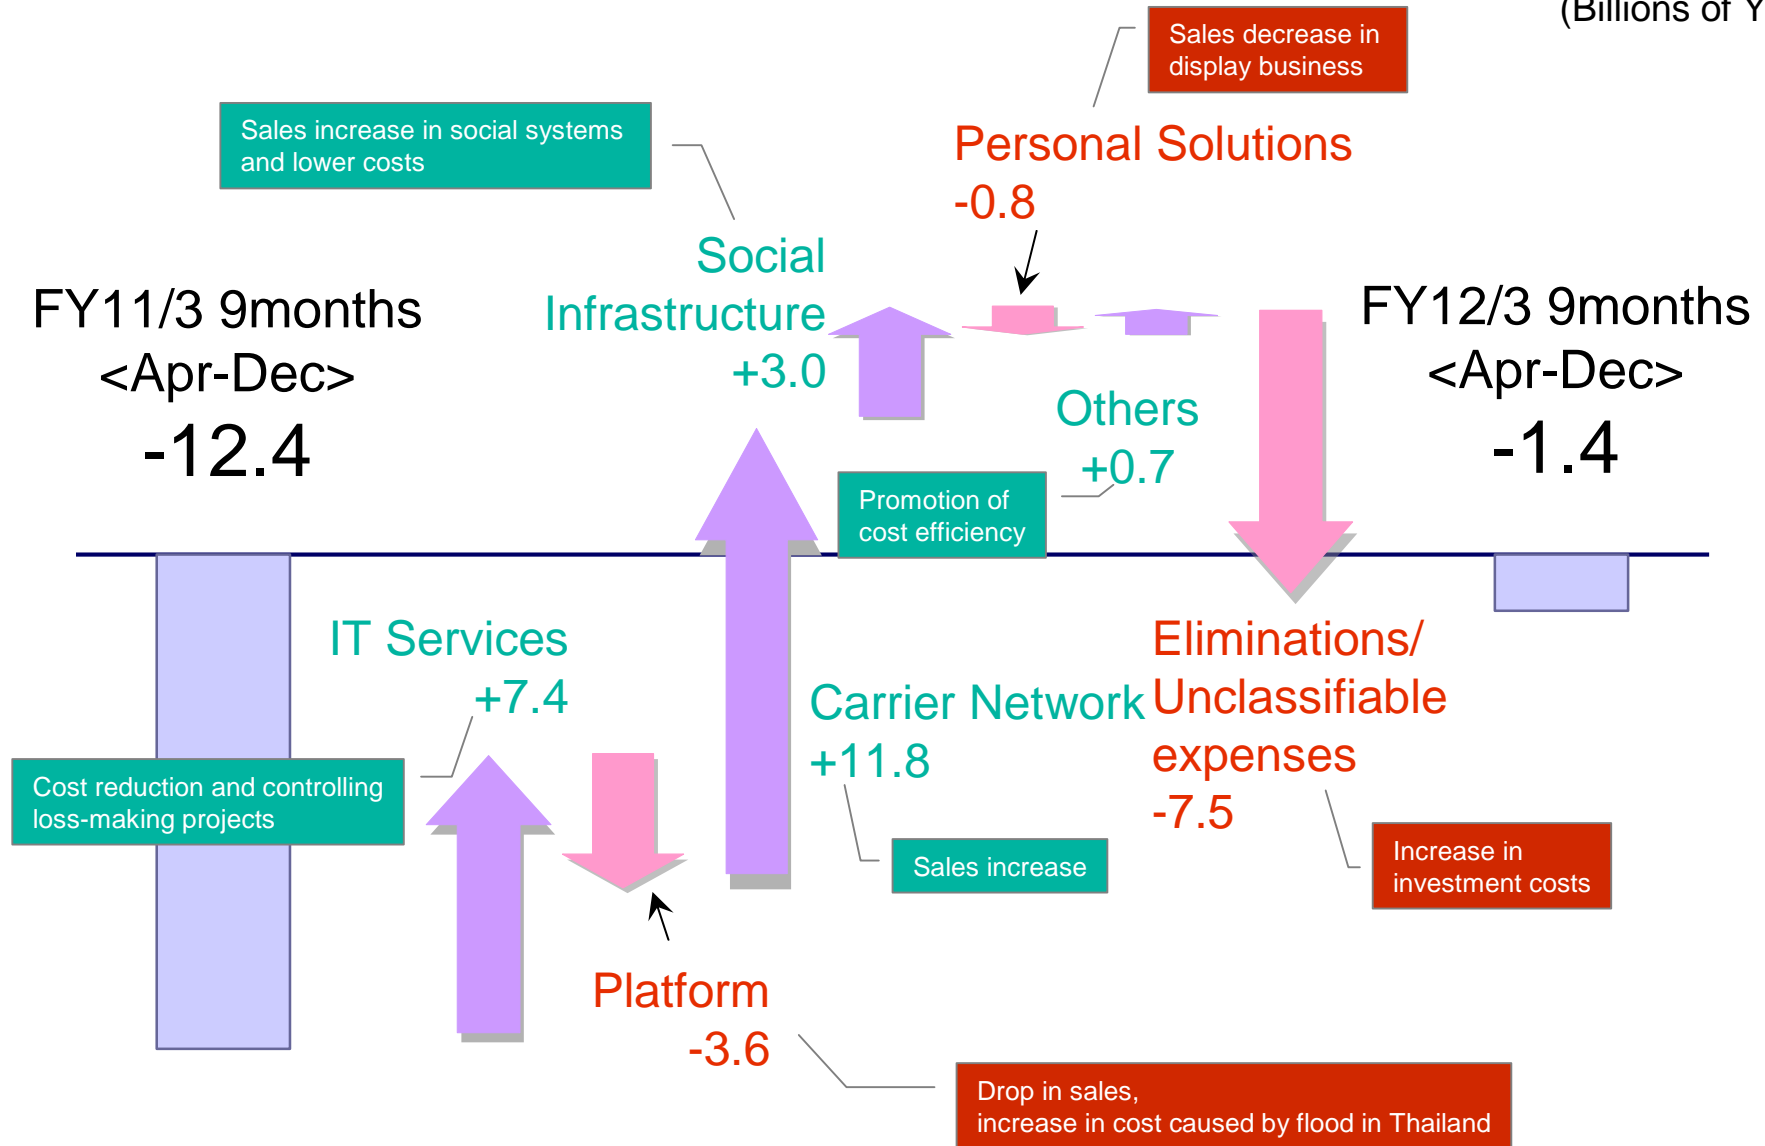 (Billions of Y
Sales decrease in
display business
Sales increase in social systems
and lower costs
Personal Solutions
-0.8
Social
Infrastructure
+3.0
FY11/3 9months
<Apr-Dec>
-12.4
FY12/3 9months
<Apr-Dec>
-1.4
Others
+0.7
Promotion of
cost efficiency
IT Services
+7.4
Cost reduction and controlling
loss-making projects
Carrier Network
+11.8
Sales increase
Eliminations/
Unclassifiable
expenses
-7.5
Increase in
investment costs
Platform
-3.6
Drop in sales,
increase in cost caused by flood in Thailand